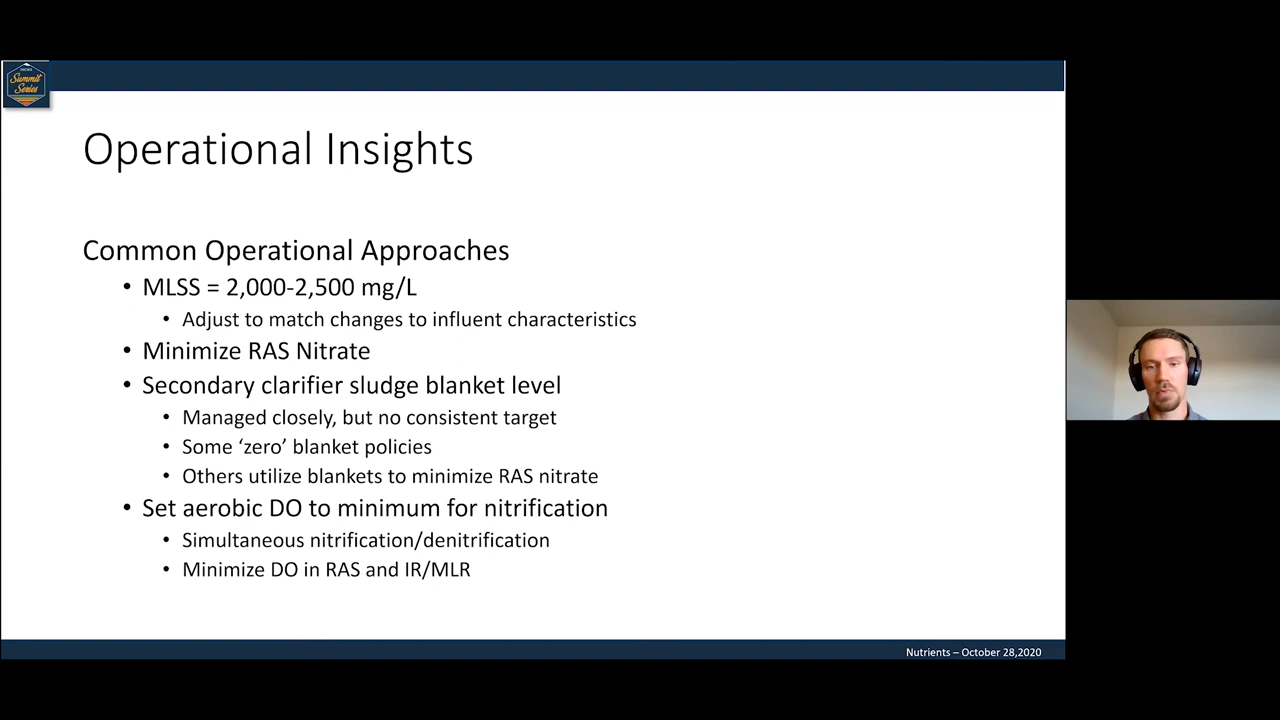 Summit
Series
Operational Insights
Common Operational Approaches
• MLSS = 2,000-2,500 mg/L
• Adjust to match changes to influent characteristics
• Minimize RAS Nitrate
• Secondary clarifier sludge blanket level
• Managed closely, but no consistent target
• Some ‘zero’ blanket policies
• Others utilize blankets to minimize RAS nitrate
• Set aerobic DO to minimum for nitrification
• Simultaneous nitrification/denitrification
• Minimize DO in RAS and IR/MLR
Nutrients – October 28,2020